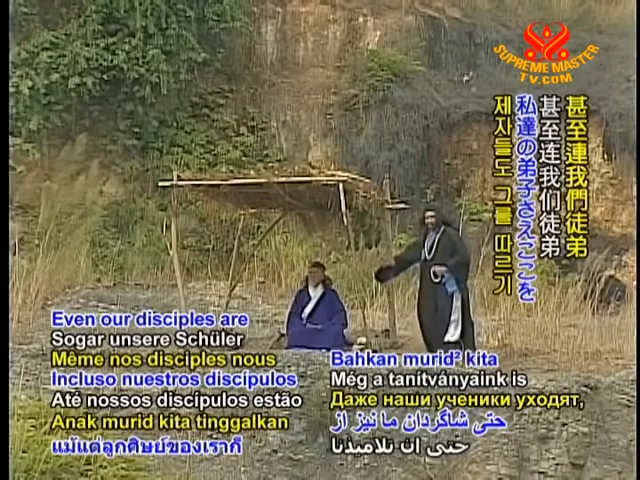 SUPREME MASTER
TV.COM
甚至連我們徒弟
甚至连我们徒弟
私達の弟子さえここを
제자들도 그를 따르기
Even our disciples are
Sogar unsere Schüler
Même nos disciples nous
Incluso nuestros discípulos
Até nossos discípulos estão
Anak murid kita tinggalkan
แม้แต่ลูกศิษย์ของเราก็
Bahkan murid² kita
Még a tanítványaink is
Даже наши ученики уходят,
حتی شاگردان ما نیز از
حتى ان تلاميذنا